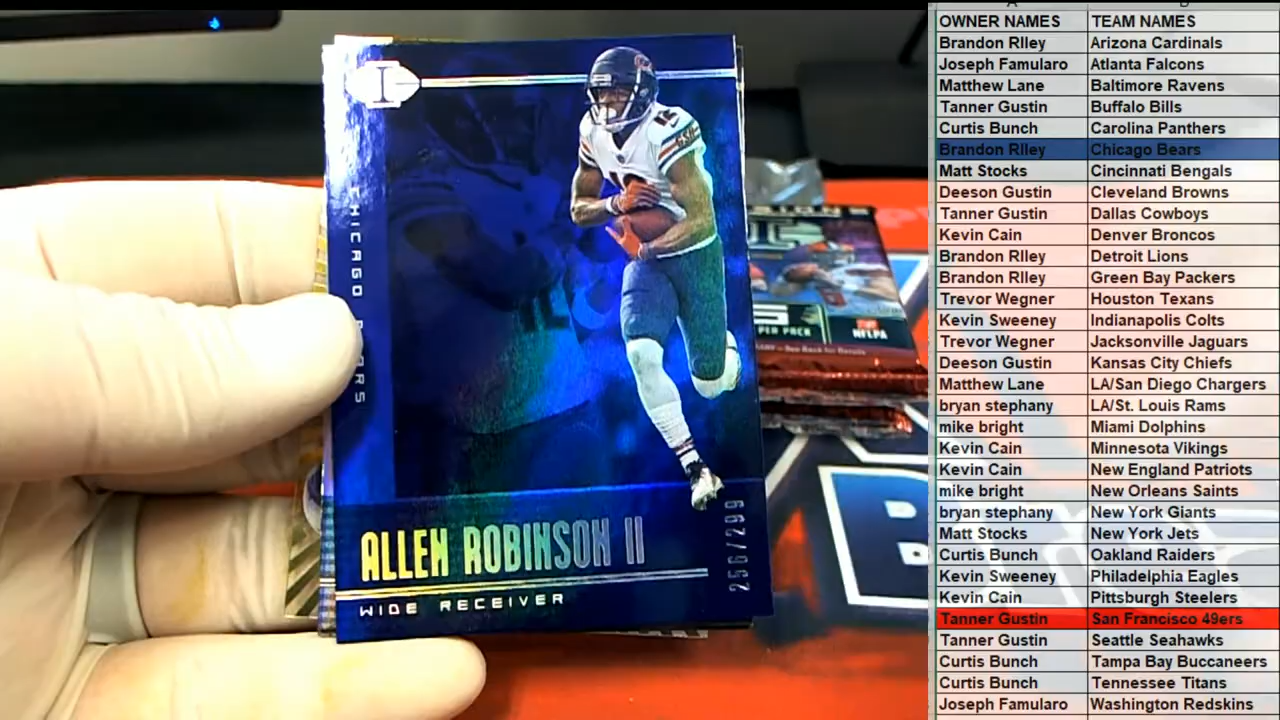 CHICAGO BEARS
ALLEN ROBINSON II
WIDE RECEIVER
256/299
PER PACK
NFLPA
See Back for Details
OWNER NAMES TEAM NAMES
Brandon RIley Arizona Cardinals
Joseph Famularo Atlanta Falcons
Matthew Lane Baltimore Ravens
Tanner Gustin Buffalo Bills
Curtis Bunch Carolina Panthers
Brandon RIley Chicago Bears
Matt Stocks Cincinnati Bengals
Deeson Gustin Cleveland Browns
Tanner Gustin Dallas Cowboys
Kevin Cain Denver Broncos
Brandon RIley Detroit Lions
Brandon RIley Green Bay Packers
Trevor Wegner Houston Texans
Kevin Sweeney Indianapolis Colts
Trevor Wegner Jacksonville Jaguars
Deeson Gustin Kansas City Chiefs
Matthew Lane LA/San Diego Chargers
bryan stephany LA/St. Louis Rams
mike bright Miami Dolphins
Kevin Cain Minnesota Vikings
Kevin Cain New England Patriots
mike bright New Orleans Saints
bryan stephany New York Giants
Matt Stocks New York Jets
Curtis Bunch Oakland Raiders
Kevin Sweeney Philadelphia Eagles
Kevin Cain Pittsburgh Steelers
Tanner Gustin San Francisco 49ers
Tanner Gustin Seattle Seahawks
Curtis Bunch Tampa Bay Buccaneers
Curtis Bunch Tennessee Titans
Joseph Famularo Washington Redskins